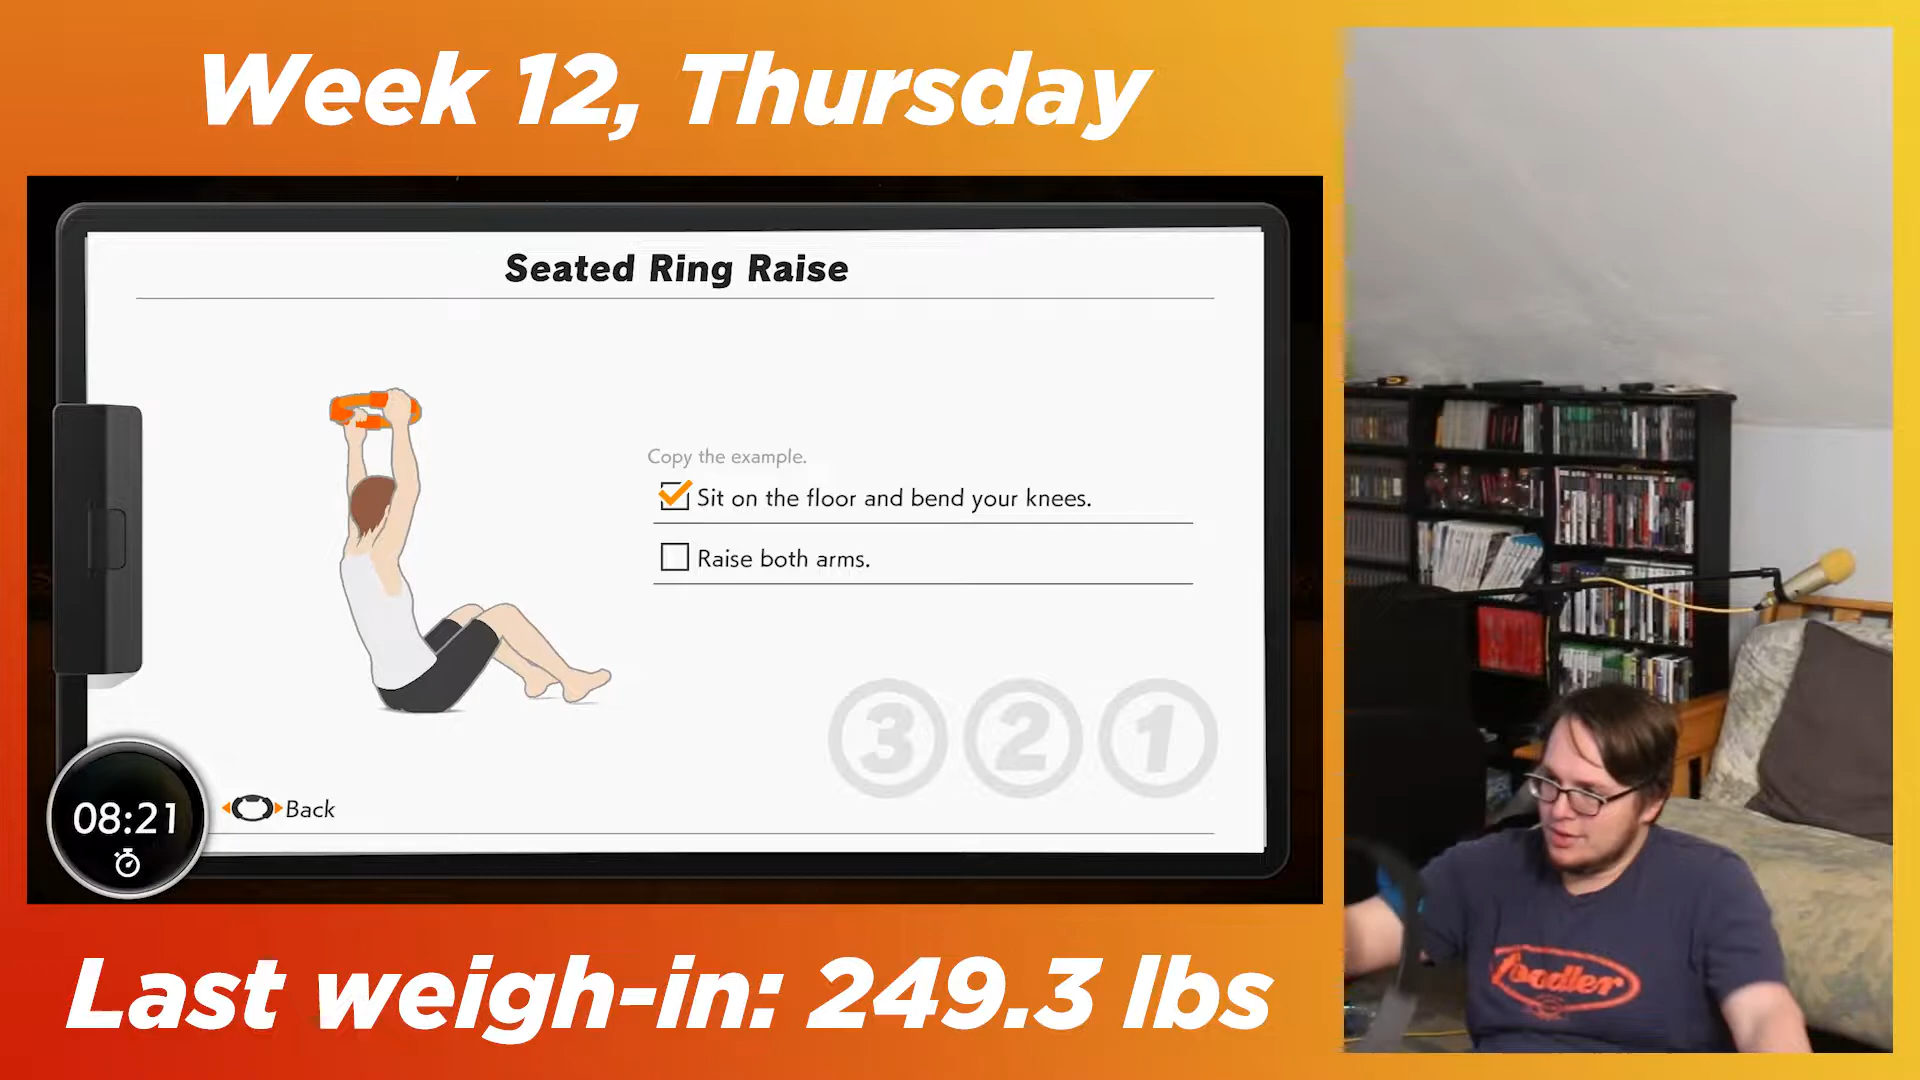 Week 12, Thursday
Seated Ring Raise
Copy the example.
Sit on the floor and bend your knees.
Raise both arms.
3 2 1
08:21
Back
Last weigh-in: 249.3 lbs
foodler